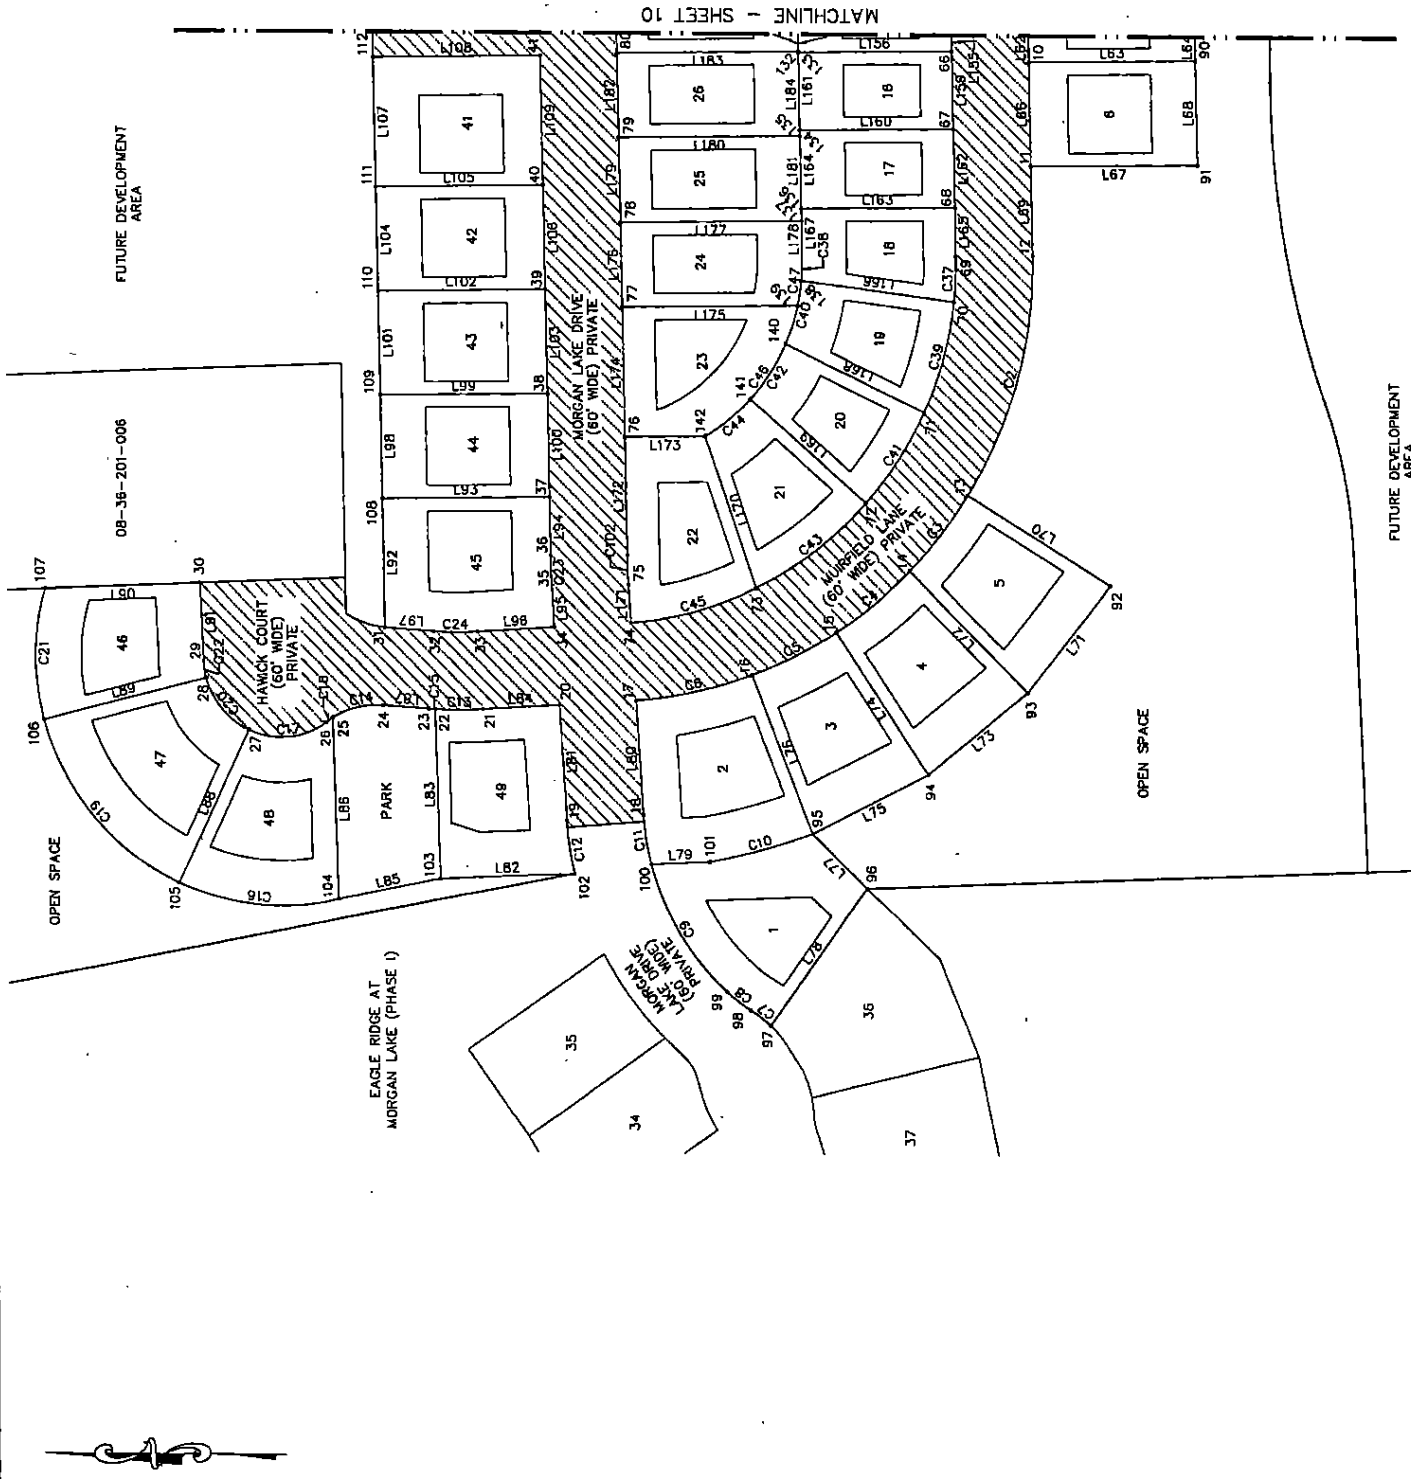 MATCHLINE – SHEET 10
FUTURE DEVELOPMENT
AREA
08-36-201-006
107
30
L90
46
C21
L89
106
29
L91
C22
28
C20
HAWICK COURT
(60' WIDE)
PRIVATE
47
C19
27
C17
26
C18
25
L88
48
105
C16
104
L86
PARK
L85
OPEN SPACE
112
L108
41
L107
41
L109
111
L105
40
L104
42
L106
110
L102
39
L101
43
L103
109
L99
38
L98
44
L100
108
L93
37
L92
45
L94
36
35
C23
L95
34
31
L97
C24
L96
32
33
C14
24
L87
C15
23
22
C13
21
L84
20
L83
103
49
L82
L81
19
C12
102
MORGAN LAKE DRIVE
(60' WIDE) PRIVATE
80
L183
132
L182
26
L184
79
135
L180
L179
25
L181
78
136
L177
L176
24
L178
77
139
C47
L175
L174
23
140
C40
76
L173
142
141
C46
C42
C44
L172
22
L170
C102
75
L171
74
C45
73
21
C43
L169
20
C41
72
71
L168
19
C39
70
L166
18
C37
69
L165
L167
C38
138
68
L163
17
L164
L162
134
67
L160
16
L161
L159
133
L156
66
L155
MUIRFIELD LANE
(60' WIDE) PRIVATE
L62
10
L63
L64
90
L66
6
L68
11
L67
91
L69
12
C2
13
C3
14
C4
15
C5
16
C6
17
L70
5
92
L71
L72
4
93
L73
L74
3
94
L75
L76
2
95
C10
101
L79
100
C11
18
L80
L77
96
1
L78
C9
99
C8
98
C7
97
MORGAN
LAKE DRIVE
(60' WIDE)
PRIVATE
35
34
36
37
EAGLE RIDGE AT
MORGAN LAKE (PHASE I)
OPEN SPACE
FUTURE DEVELOPMENT
AREA